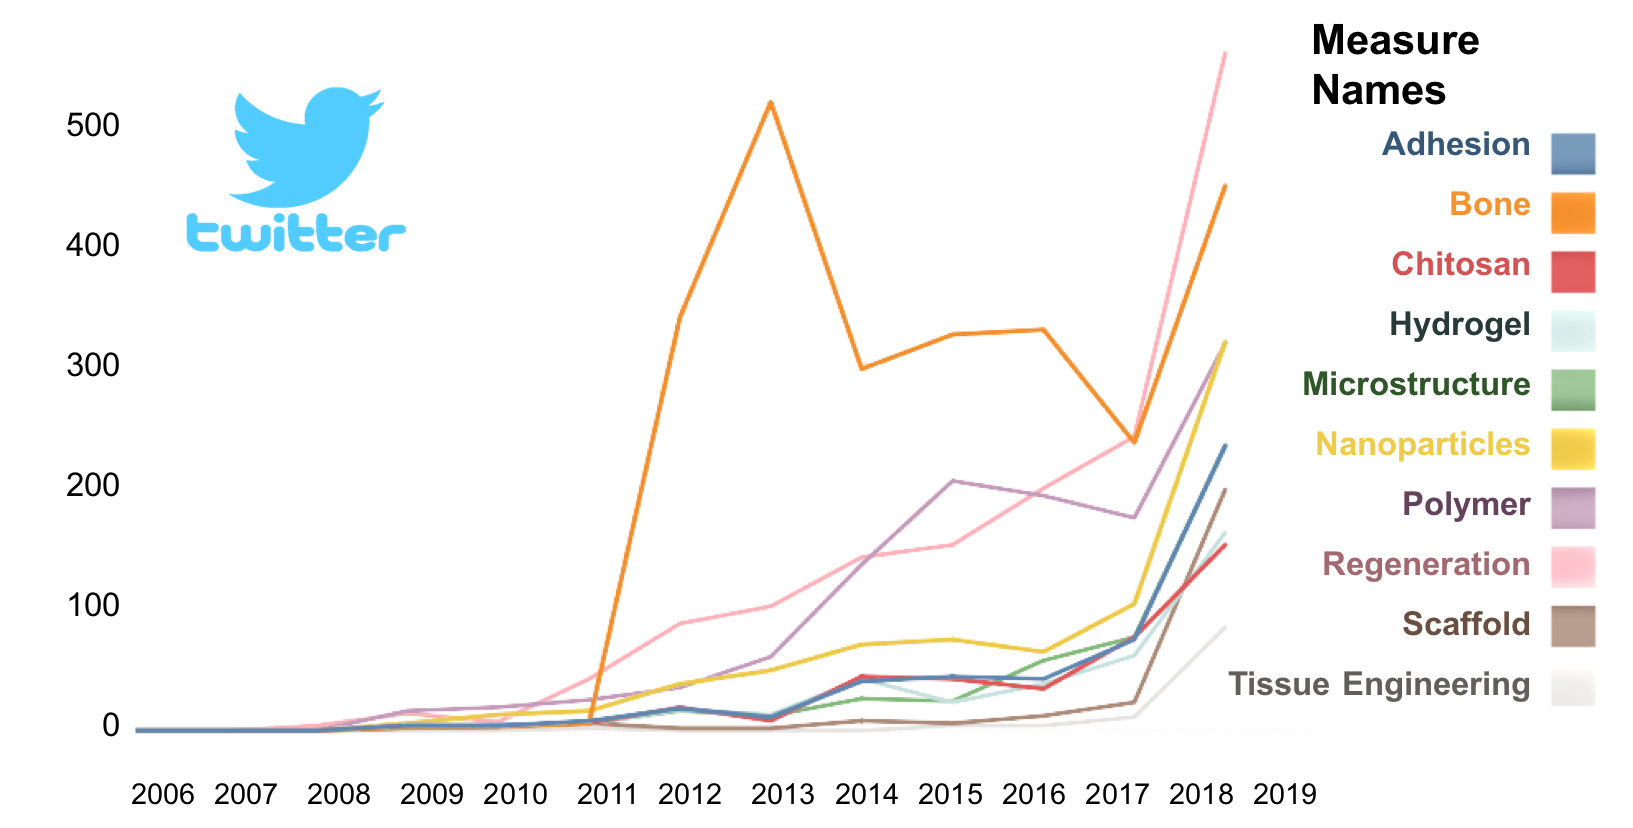 Measure
Names
500
400
300
200
100
0
twitter
Adhesion
Bone
Chitosan
Hydrogel
Microstructure
Nanoparticles
Polymer
Regeneration
Scaffold
Tissue Engineering
2006 2007 2008 2009 2010 2011 2012 2013 2014 2015 2016 2017 2018 2019